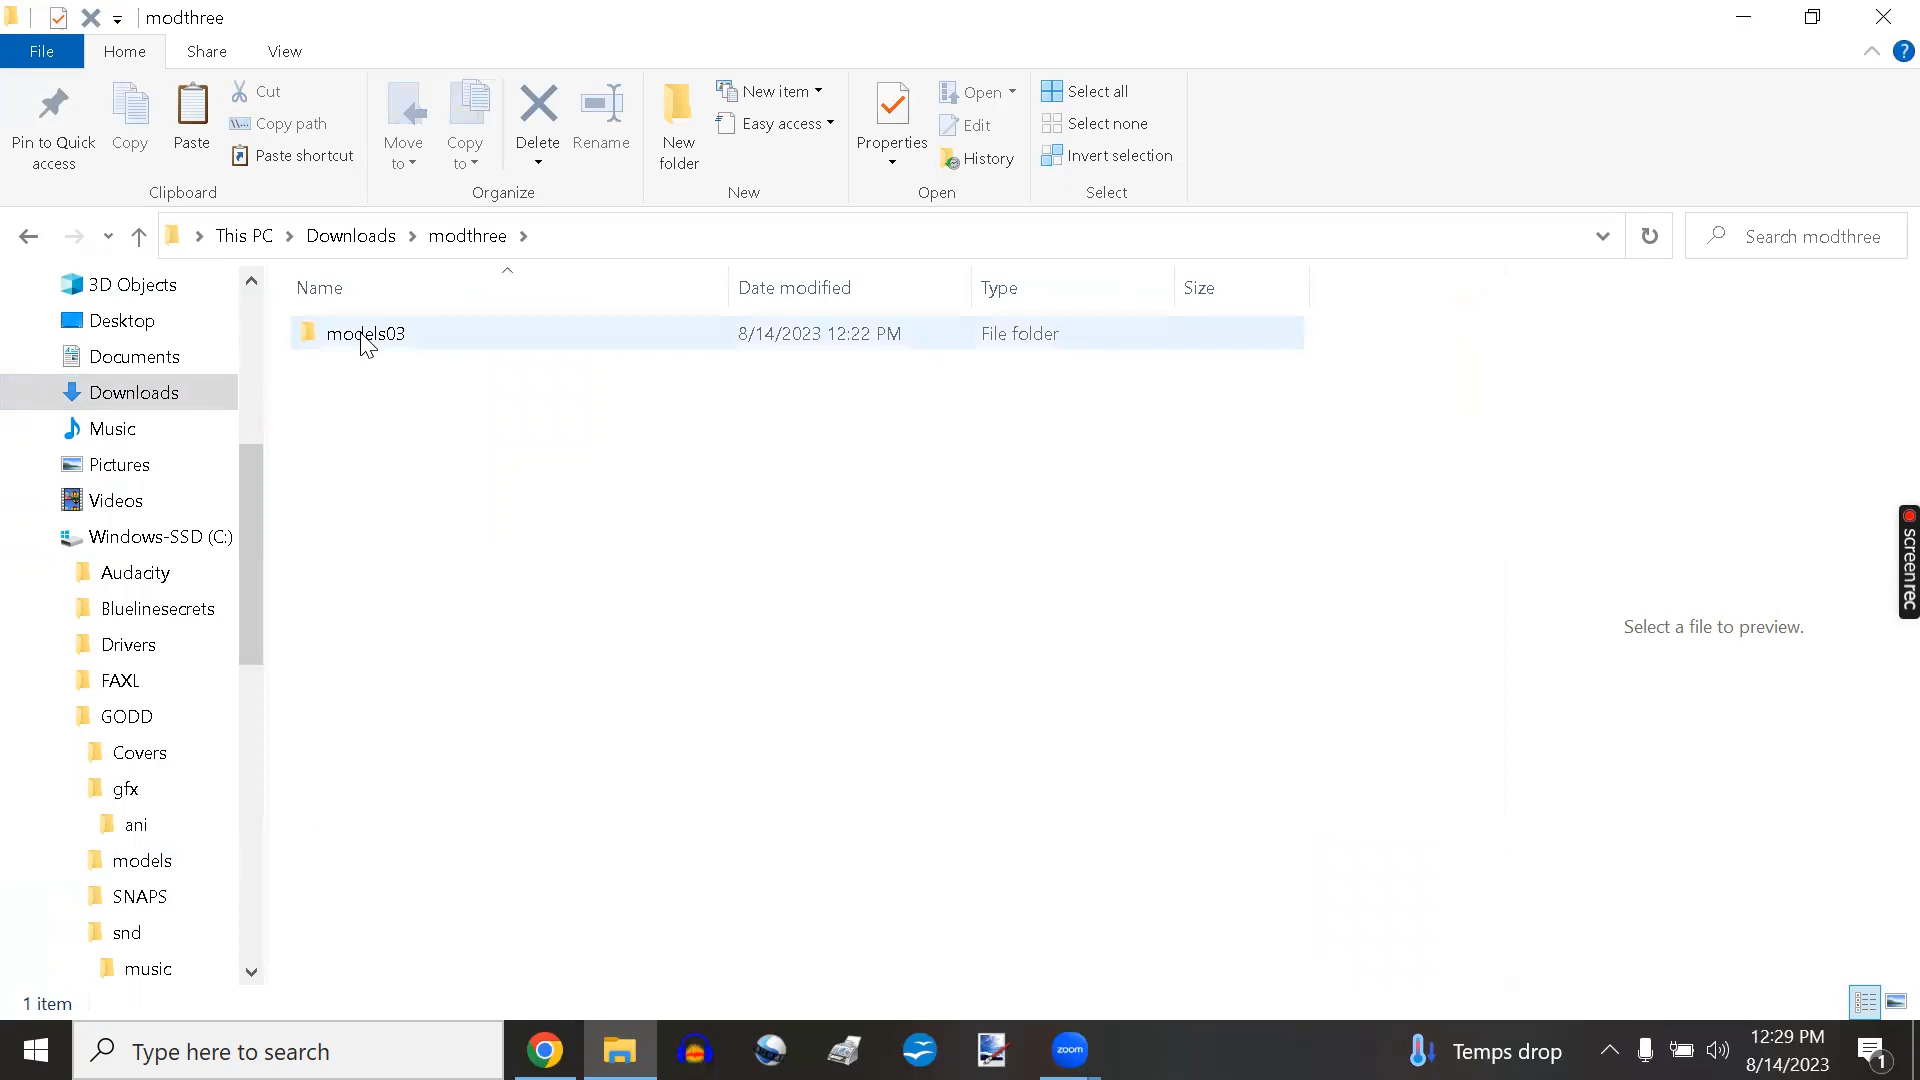 modthree
File
Home
Share
View
Pin to Quick access
Copy
Paste
Cut
Copy path
Paste shortcut
Clipboard
Move to
Copy to
Delete
Rename
Organize
New folder
New item
Easy access
New
Properties
Open
Edit
History
Open
Select all
Select none
Invert selection
Select
This PC
Downloads
modthree
Search modthree
3D Objects
Desktop
Documents
Downloads
Music
Pictures
Videos
Windows-SSD (C:)
Audacity
Bluelinesecrets
Drivers
FAXL
GODD
Covers
gfx
ani
models
SNAPS
snd
music
Name
Date modified
Type
Size
models03
8/14/2023 12:22 PM
File folder
Select a file to preview.
screenrec
1 item
Type here to search
zoom
Temps drop
12:29 PM
8/14/2023
1